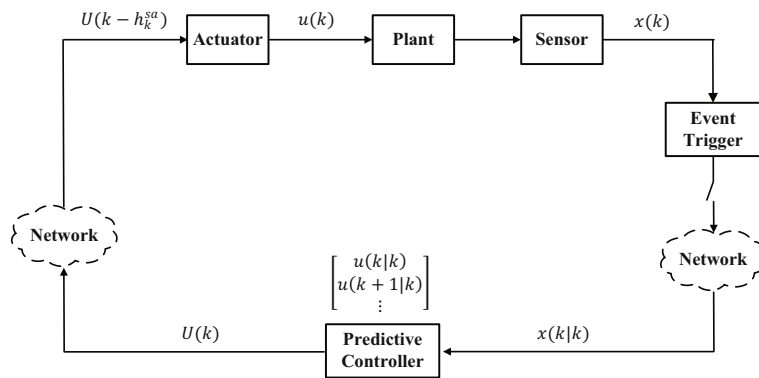 U(k − h_k^{sa})
Actuator
u(k)
Plant
Sensor
x(k)
Event
Trigger
Network
Network
u(k|k)
u(k + 1|k)
⋮
U(k)
Predictive
Controller
x(k|k)